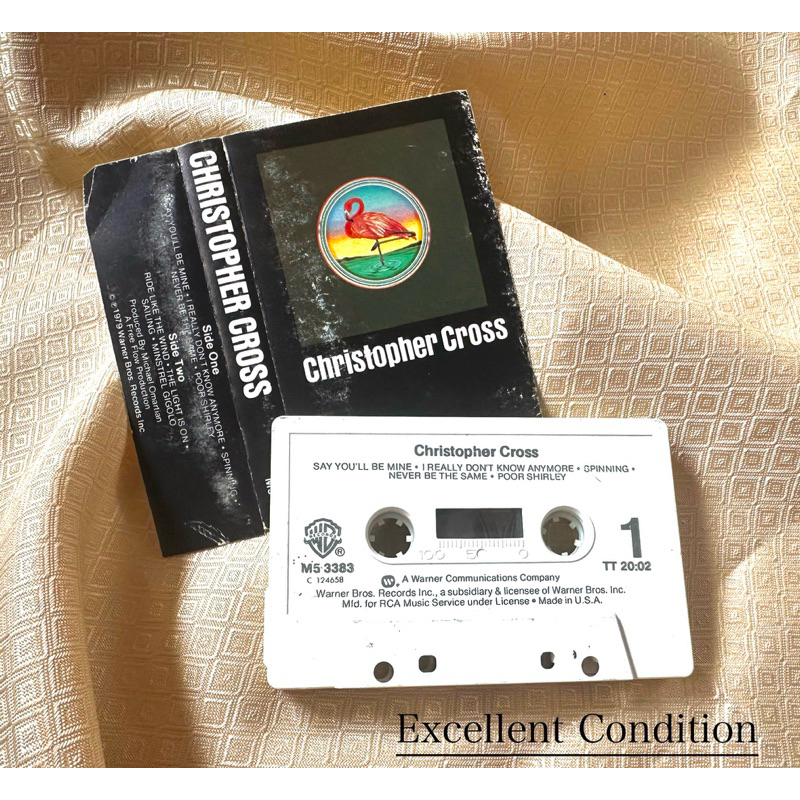 Christopher Cross
CHRISTOPHER CROSS
Side One
SAY YOU'LL BE MINE • I REALLY DON'T KNOW ANYMORE • SPINNING •
NEVER BE THE SAME • POOR SHIRLEY
Side Two
RIDE LIKE THE WIND • THE LIGHT IS ON •
SAILING • MINSTREL GIGOLO
Produced By Michael Omartian
A Free Flow Production
© ℗ 1979 Warner Bros. Records Inc.
Christopher Cross
SAY YOU'LL BE MINE • I REALLY DON'T KNOW ANYMORE • SPINNING •
NEVER BE THE SAME • POOR SHIRLEY
1
100 50 0
M5 3383
TT 20:02
C 124658
A Warner Communications Company
Warner Bros. Records Inc., a subsidiary & licensee of Warner Bros. Inc.
Mfd. for RCA Music Service under License • Made in U.S.A.
Excellent Condition